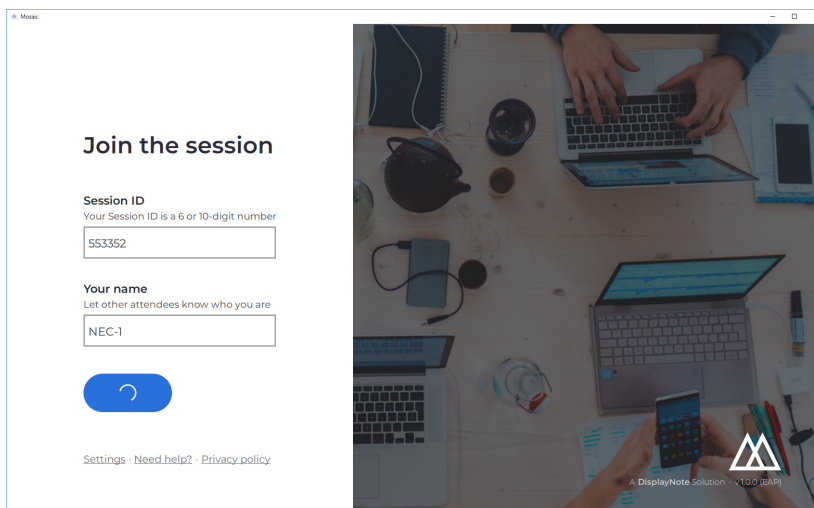 Mosaic
Join the session
Session ID
Your Session ID is a 6 or 10-digit number
553352
Your name
Let other attendees know who you are
NEC-1
Settings · Need help? · Privacy policy
A DisplayNote Solution - v1.0.0 (EAP)